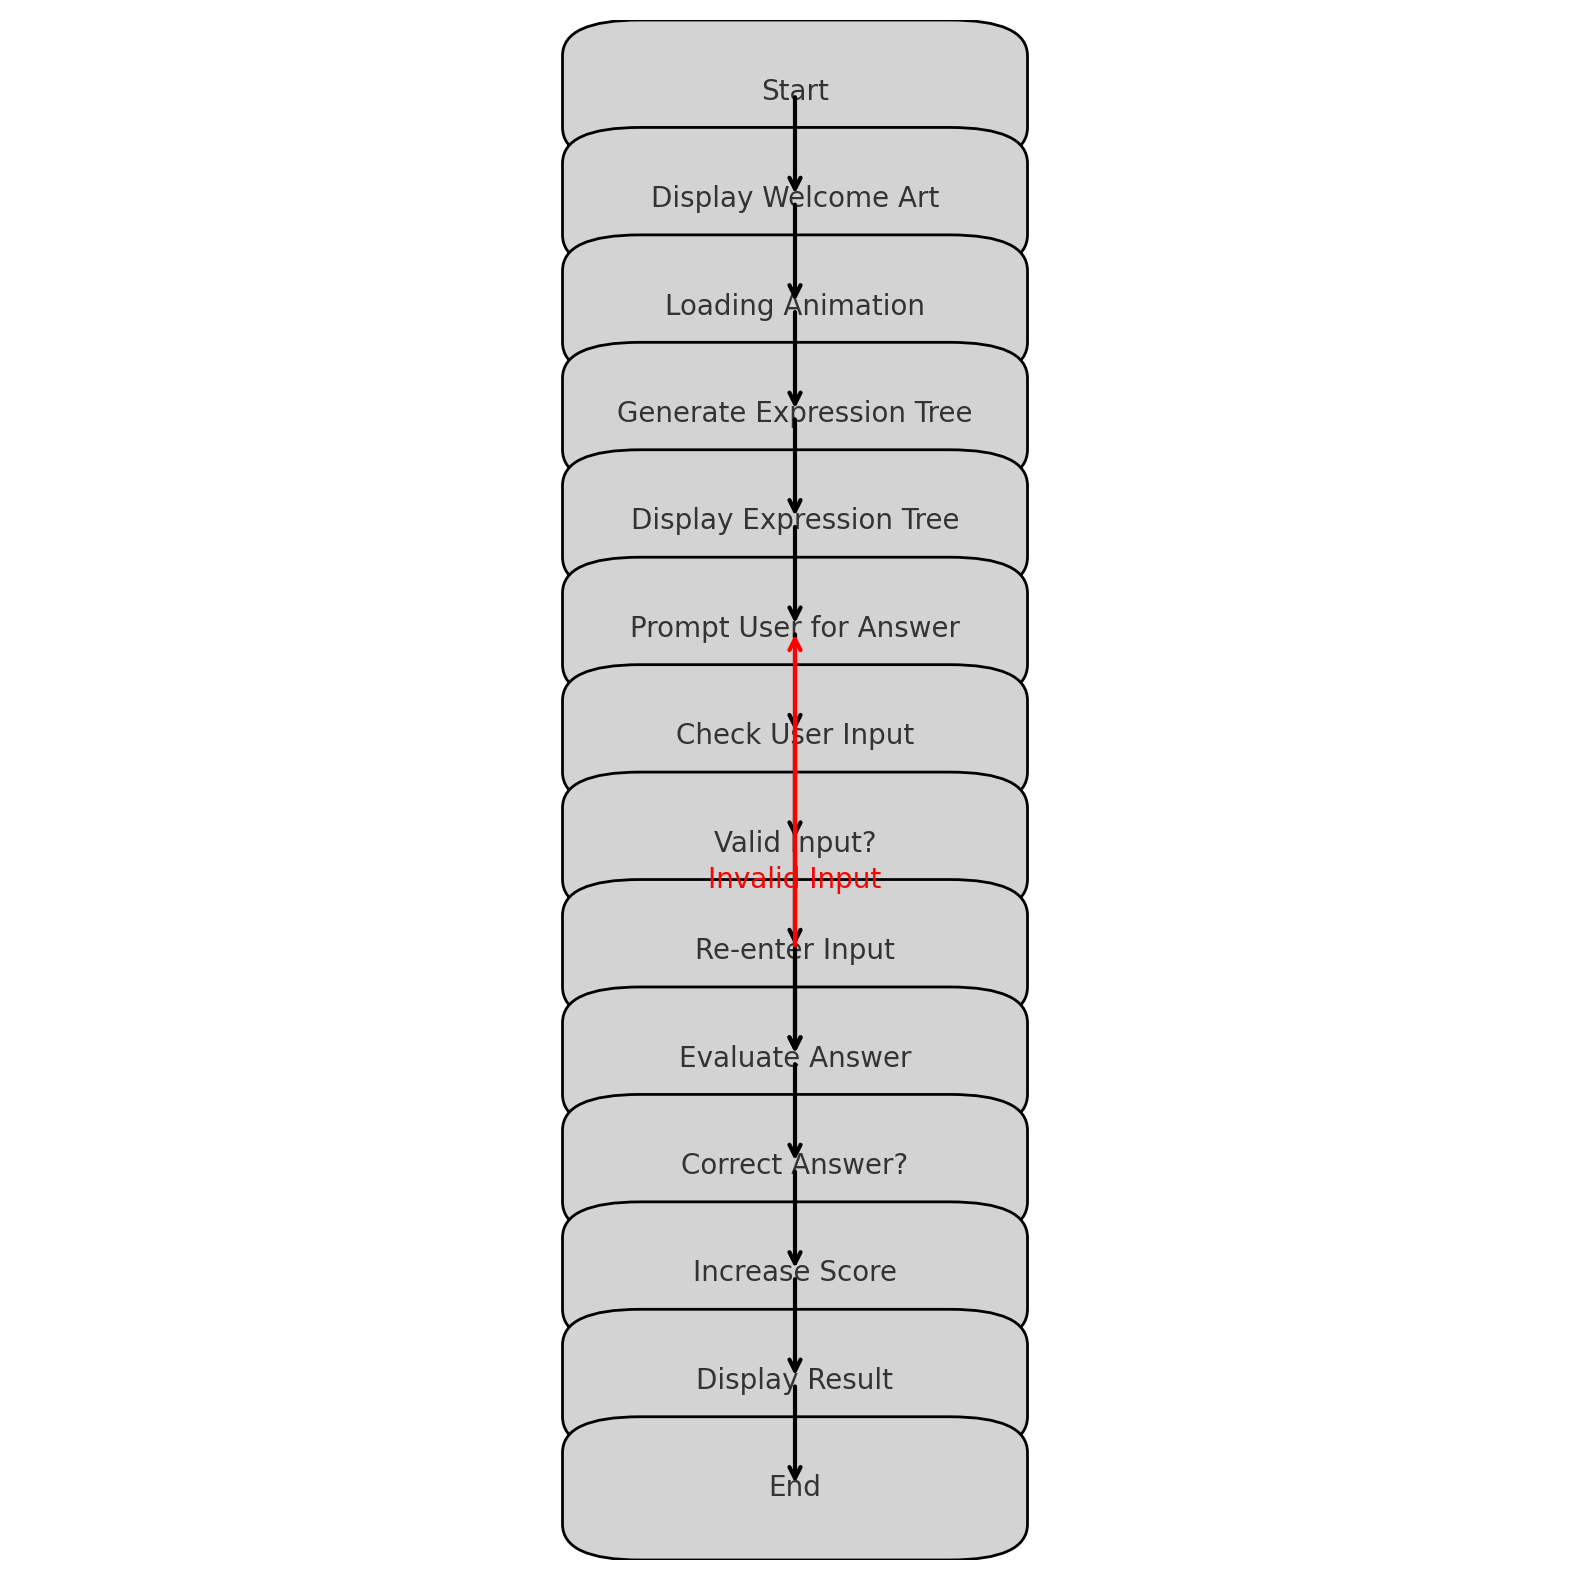 Start
Display Welcome Art
Loading Animation
Generate Expression Tree
Display Expression Tree
Prompt User for Answer
Check User Input
Valid Input?
Invalid Input
Re-enter Input
Evaluate Answer
Correct Answer?
Increase Score
Display Result
End